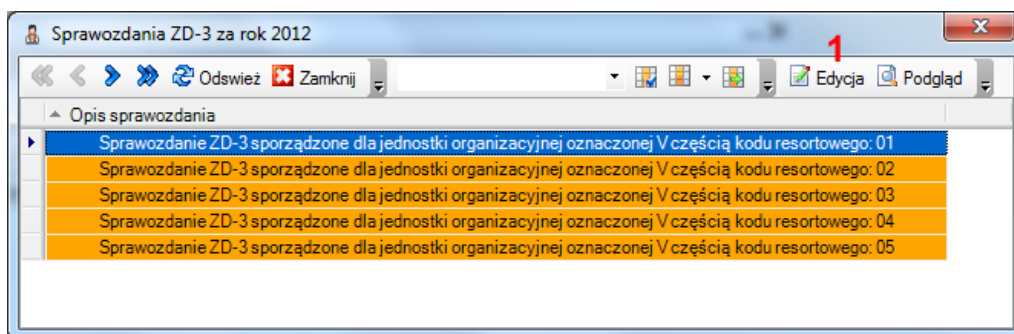 Sprawozdania ZD-3 za rok 2012
1
Odswież Zamknij Edycja Podgląd
Opis sprawozdania
Sprawozdanie ZD-3 sporządzone dla jednostki organizacyjnej oznaczonej V częścią kodu resortowego: 01
Sprawozdanie ZD-3 sporządzone dla jednostki organizacyjnej oznaczonej V częścią kodu resortowego: 02
Sprawozdanie ZD-3 sporządzone dla jednostki organizacyjnej oznaczonej V częścią kodu resortowego: 03
Sprawozdanie ZD-3 sporządzone dla jednostki organizacyjnej oznaczonej V częścią kodu resortowego: 04
Sprawozdanie ZD-3 sporządzone dla jednostki organizacyjnej oznaczonej V częścią kodu resortowego: 05